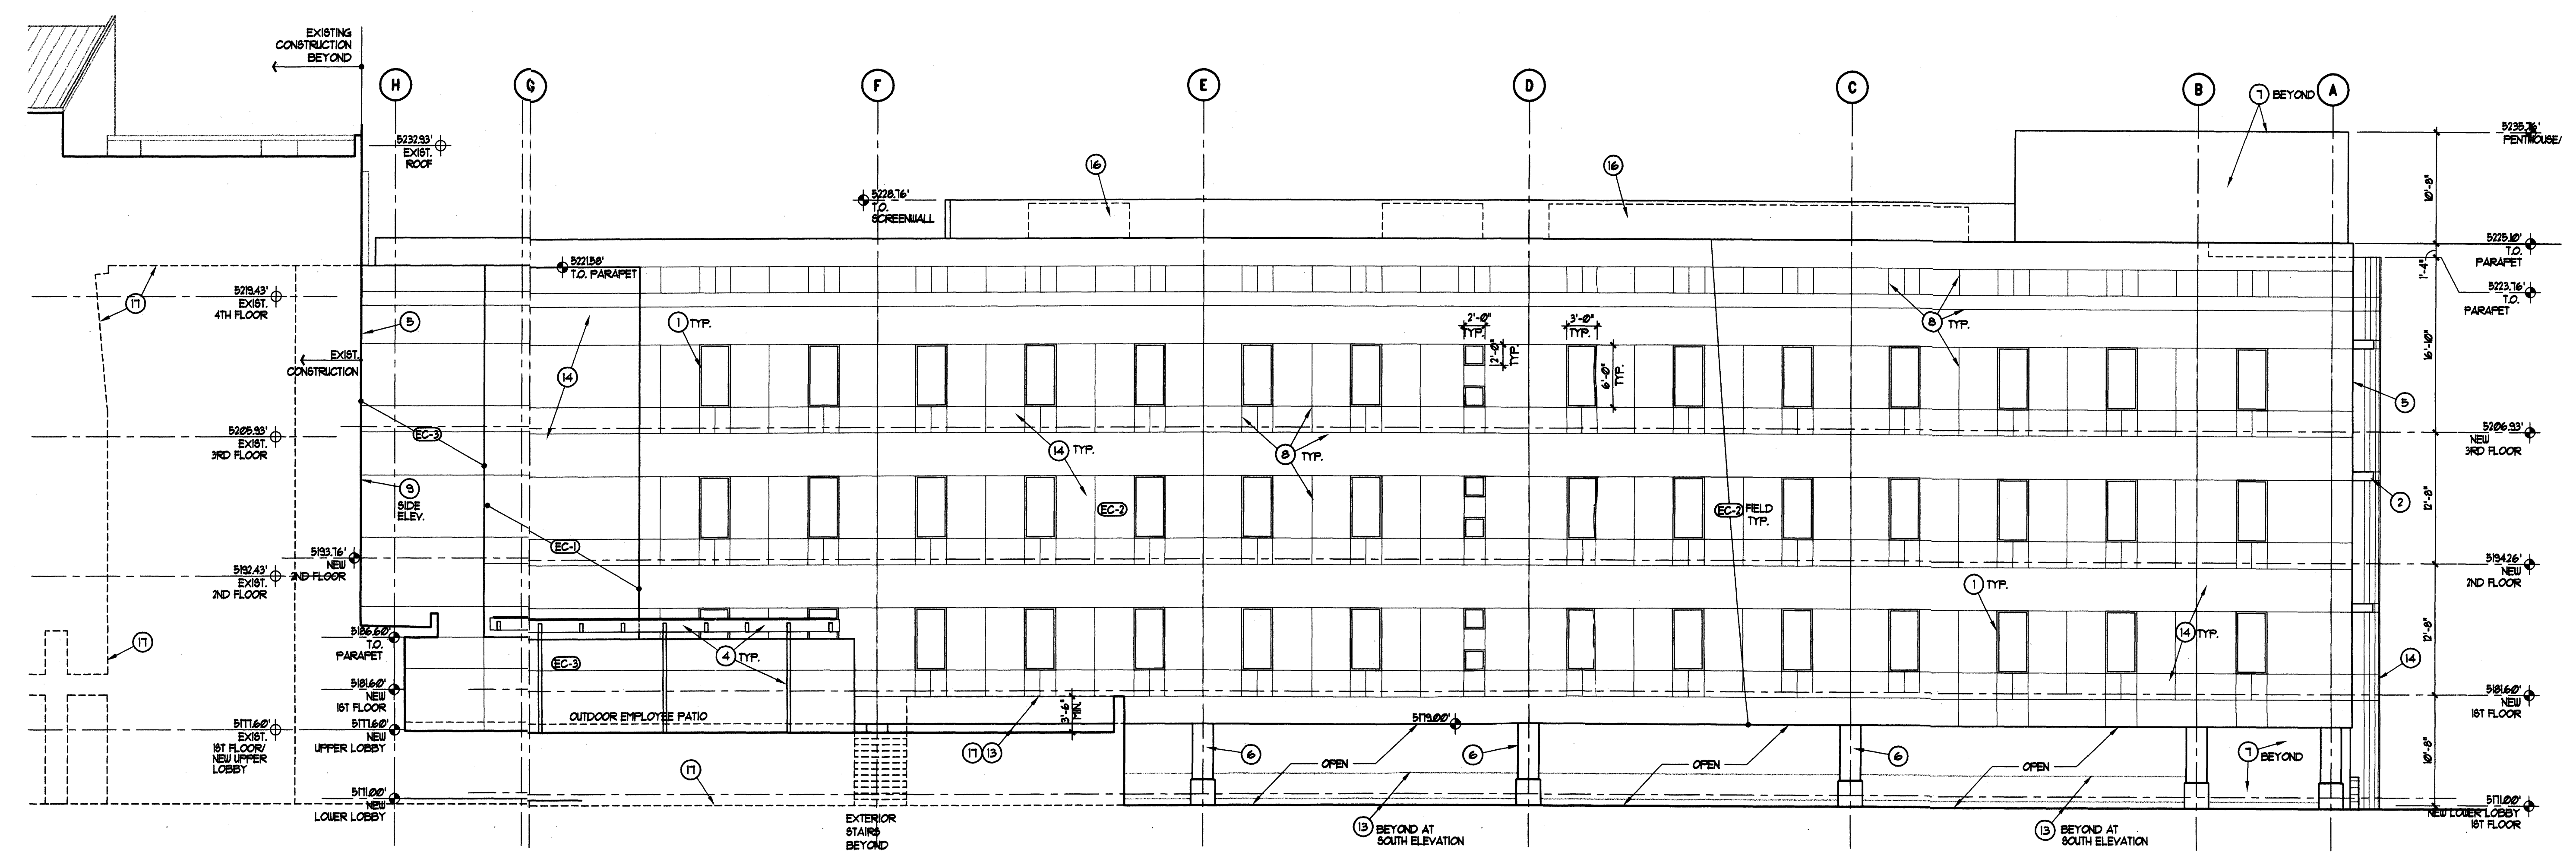 EXISTING
CONSTRUCTION
BEYOND
H
G
F
E
D
C
B
A
7 BEYOND
5232.93'
EXIST.
ROOF
5235.76'
PENTHOUSE/
16
16
5228.76'
T.O.
SCREENWALL
10'-8"
5225.10'
T.O.
PARAPET
1'-4"
5223.76'
T.O.
PARAPET
5221.58'
T.O. PARAPET
17
5219.43'
EXIST.
4TH FLOOR
5
1 TYP.
2'-0"
TYP.
3'-0"
TYP.
2'-0"
TYP.
6'-0"
TYP.
8 TYP.
16'-10"
EXIST.
CONSTRUCTION
14
5
EC-3
5205.93'
EXIST.
3RD FLOOR
14 TYP.
8 TYP.
5206.93'
NEW
3RD FLOOR
9
SIDE
ELEV.
EC-2
EC-2 FIELD
TYP.
2
12'-8"
EC-1
5193.76'
NEW
2ND FLOOR
5192.43'
EXIST.
2ND FLOOR
5194.26'
NEW
2ND FLOOR
1 TYP.
17
5186.60'
T.O.
PARAPET
EC-3
4 TYP.
14 TYP.
12'-8"
14
5181.60'
NEW
1ST FLOOR
5181.60'
NEW
1ST FLOOR
OUTDOOR EMPLOYEE PATIO
3'-6"
MIN.
5179.00'
5177.60'
EXIST.
1ST FLOOR/
NEW UPPER
LOBBY
5177.60'
NEW
UPPER LOBBY
17
17 13
6
OPEN
6
OPEN
6
OPEN
7
BEYOND
10'-8"
5171.00'
NEW
LOWER LOBBY
EXTERIOR
STAIRS
BEYOND
13 BEYOND AT
SOUTH ELEVATION
13 BEYOND AT
SOUTH ELEVATION
5171.00'
NEW LOWER LOBBY
1ST FLOOR